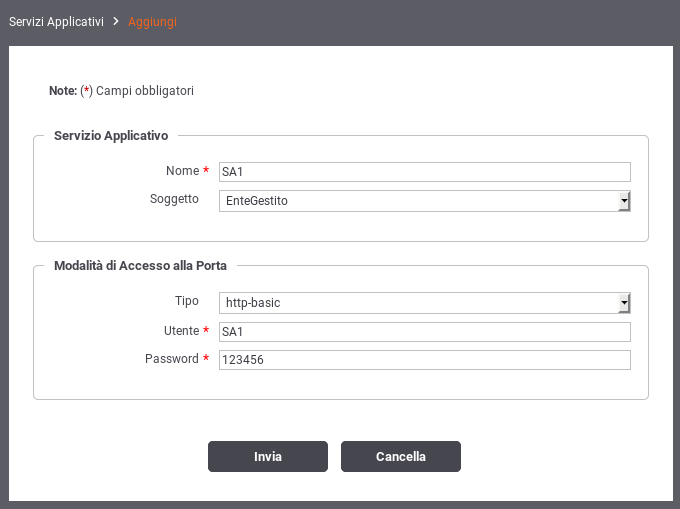 Servizi Applicativi > Aggiungi
Note: (*) Campi obbligatori
Servizio Applicativo
Nome * SA1
Soggetto EnteGestito
Modalità di Accesso alla Porta
Tipo http-basic
Utente * SA1
Password * 123456
Invia Cancella